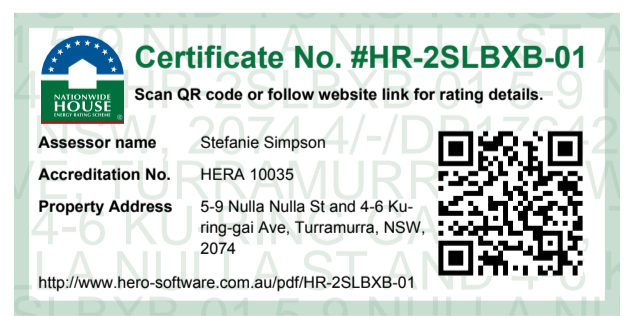 Certificate No. #HR-2SLBXB-01
Scan QR code or follow website link for rating details.
NATIONWIDE
HOUSE
ENERGY RATING SCHEME
®
Assessor name Stefanie Simpson
Accreditation No. HERA 10035
Property Address 5-9 Nulla Nulla St and 4-6 Ku-
ring-gai Ave, Turramurra, NSW,
2074
http://www.hero-software.com.au/pdf/HR-2SLBXB-01